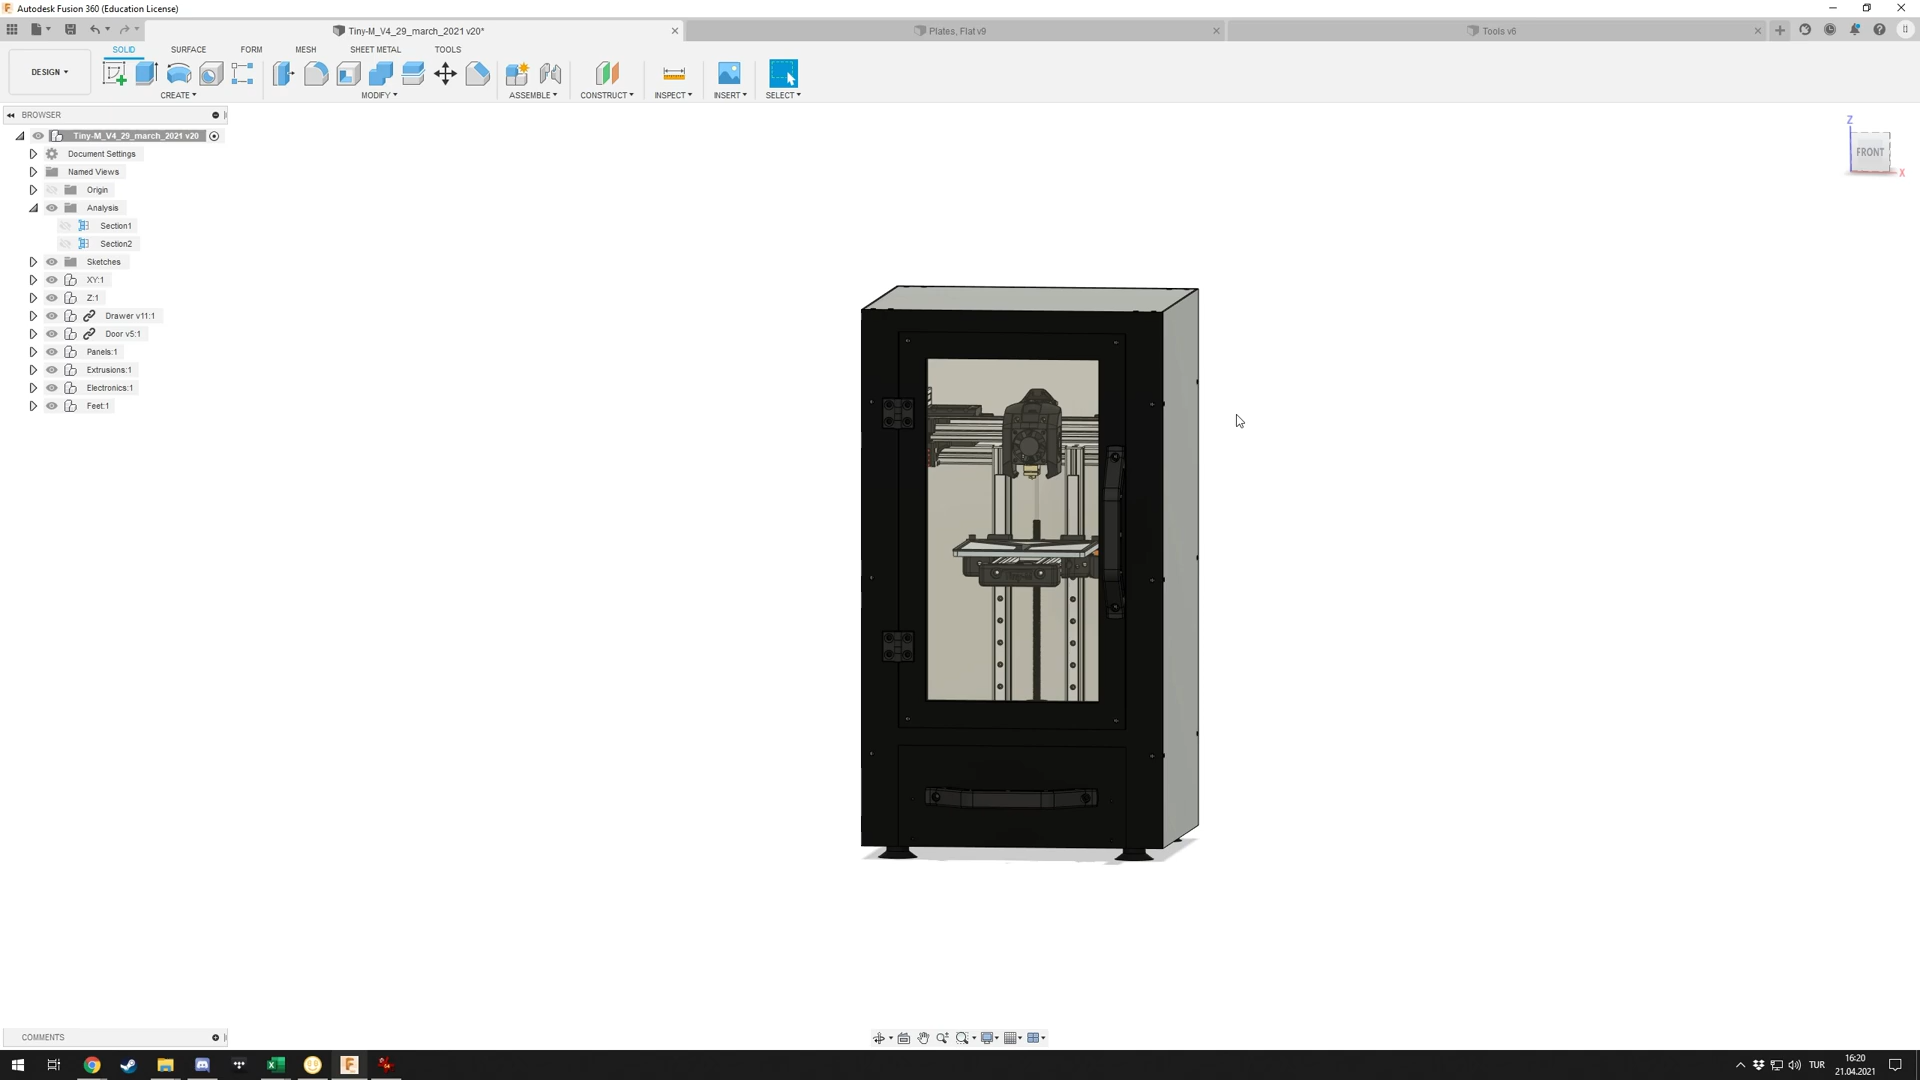 Autodesk Fusion 360 (Education License)
Tiny-M_V4_29_march_2021 v20*
Plates, Flat v9
Tools v6
SOLID SURFACE FORM MESH SHEET METAL TOOLS
DESIGN
CREATE MODIFY ASSEMBLE CONSTRUCT INSPECT INSERT SELECT
BROWSER
Tiny-M_V4_29_march_2021 v20
Document Settings
Named Views
Origin
Analysis
Section1
Section2
Sketches
XY:1
Z:1
Drawer v11:1
Door v5:1
Panels:1
Extrusions:1
Electronics:1
Feet:1
Z
FRONT
X
COMMENTS
TUR
16:20
21.04.2021